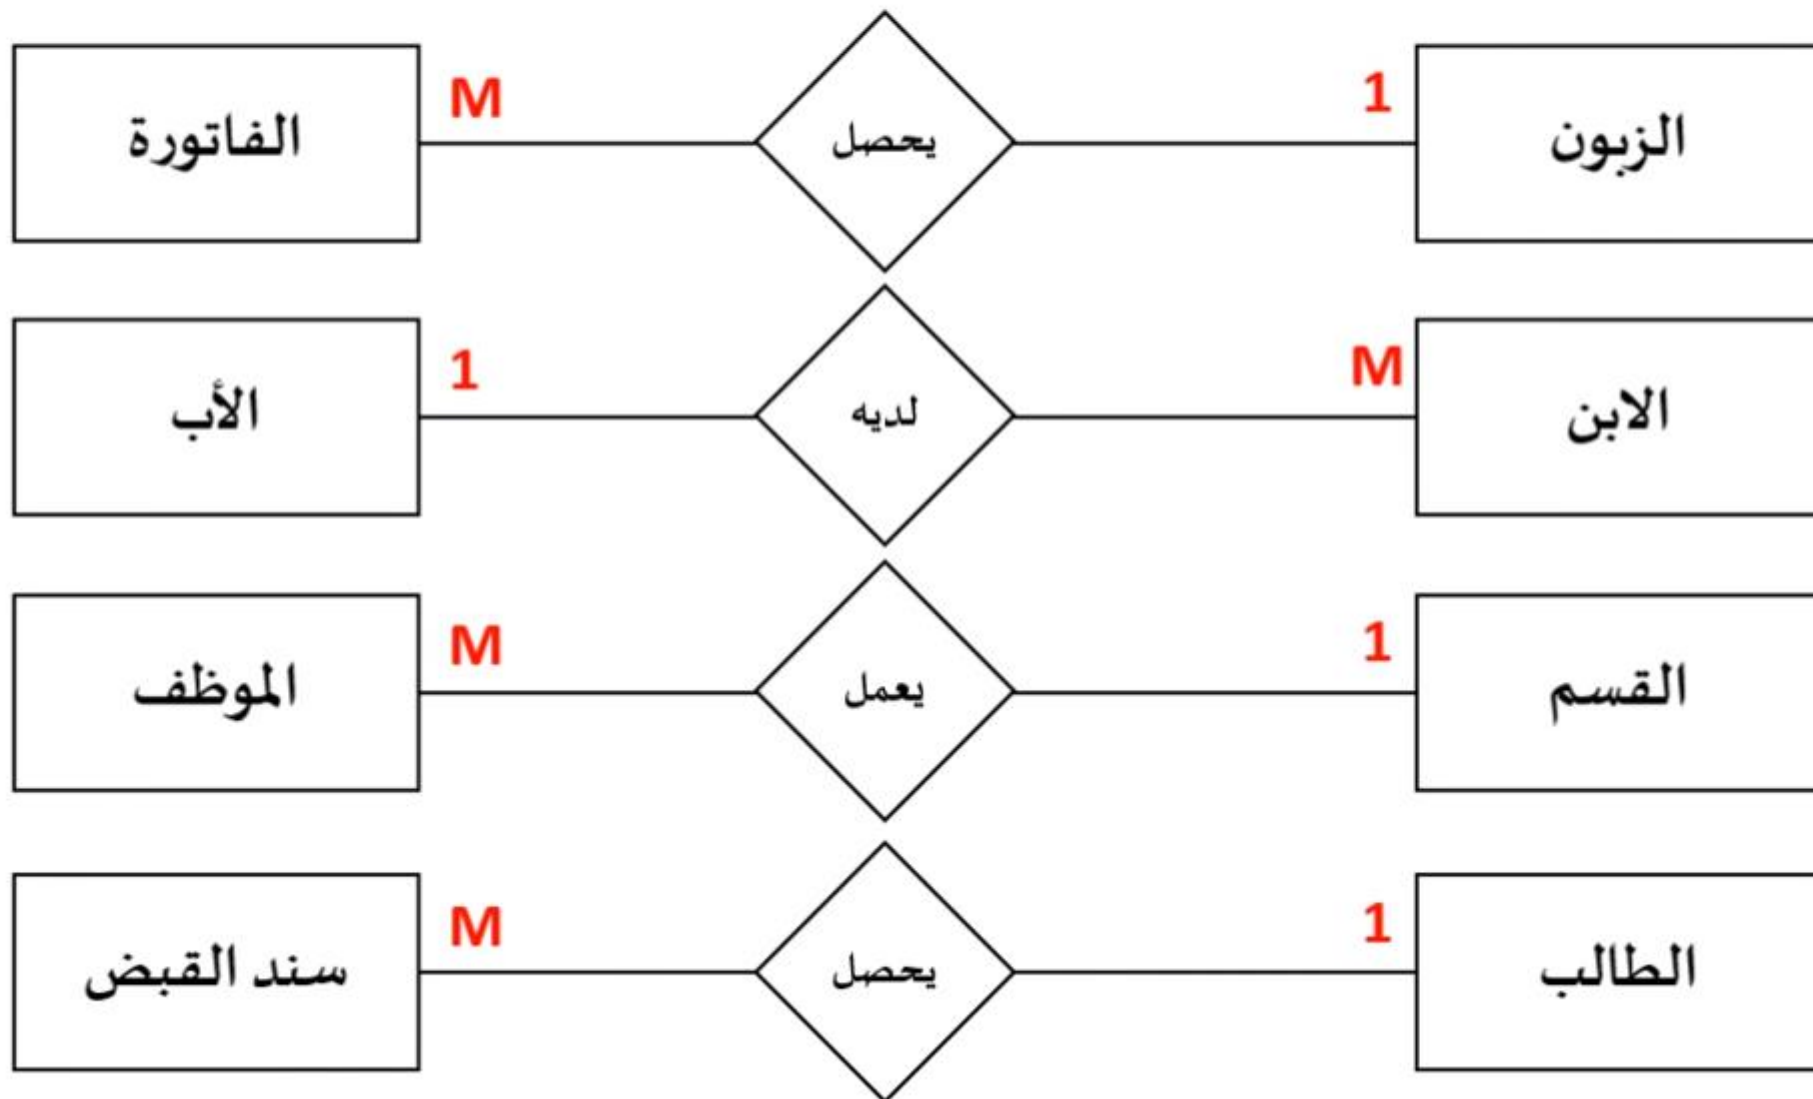 الزبون 1 يحصل M الفاتورة
الابن M لديه 1 الأب
القسم 1 يعمل M الموظف
الطالب 1 يحصل M سند القبض